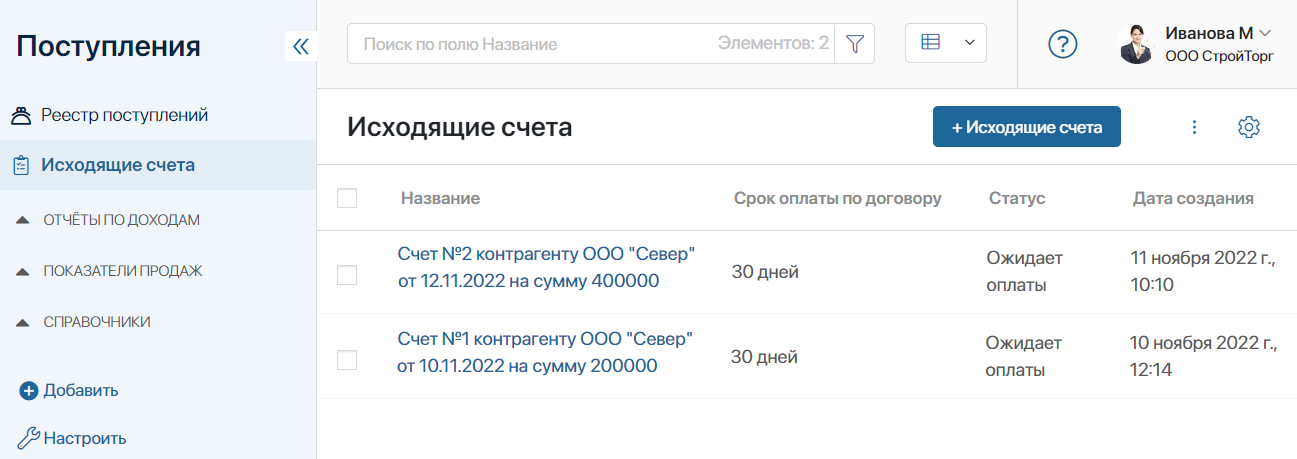 Поступления
Реестр поступлений
Исходящие счета
ОТЧЁТЫ ПО ДОХОДАМ
ПОКАЗАТЕЛИ ПРОДАЖ
СПРАВОЧНИКИ
Добавить
Настроить
Поиск по полю Название Элементов: 2
? Иванова М
ООО СтройТорг
Исходящие счета + Исходящие счета
Название Срок оплаты по договору Статус Дата создания
Счет №2 контрагенту ООО "Север"
от 12.11.2022 на сумму 400000
30 дней
Ожидает
оплаты
11 ноября 2022 г.,
10:10
Счет №1 контрагенту ООО "Север"
от 10.11.2022 на сумму 200000
30 дней
Ожидает
оплаты
10 ноября 2022 г.,
12:14